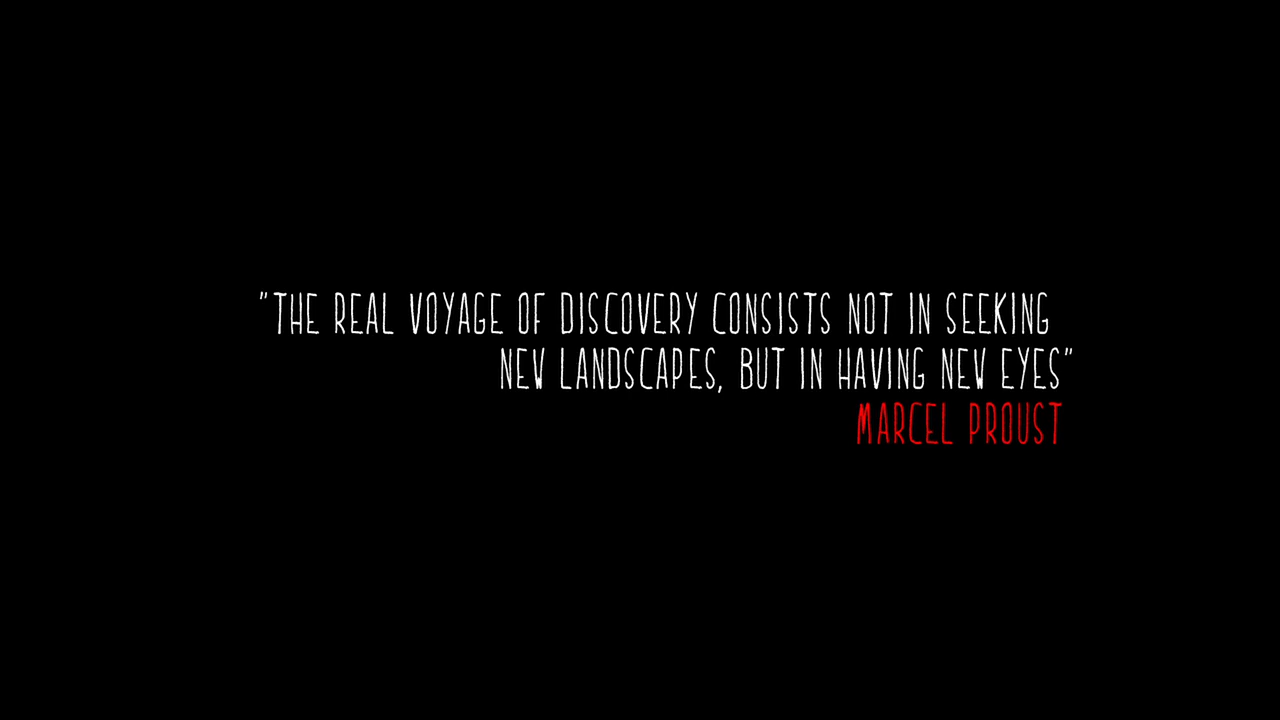 "THE REAL VOYAGE OF DISCOVERY CONSISTS NOT IN SEEKING
NEW LANDSCAPES, BUT IN HAVING NEW EYES"
MARCEL PROUST